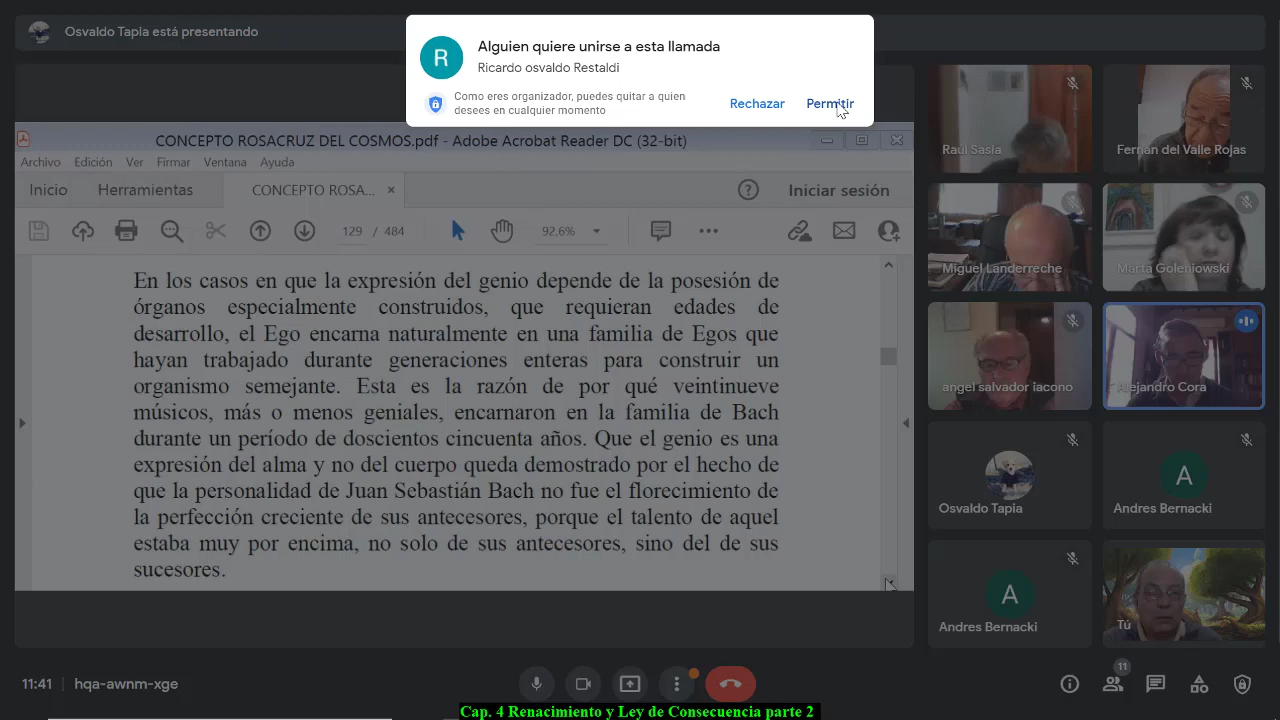 Osvaldo Tapia está presentando
Alguien quiere unirse a esta llamada
R
Ricardo osvaldo Restaldi
Como eres organizador, puedes quitar a quien
desees en cualquier momento
Rechazar
Permitir
CONCEPTO ROSACRUZ DEL COSMOS.pdf - Adobe Acrobat Reader DC (32-bit)
Archivo Edición Ver Firmar Ventana Ayuda
Inicio Herramientas CONCEPTO ROSA... × Iniciar sesión
129 / 484 92,6%
En los casos en que la expresión del genio depende de la posesión de
órganos especialmente construidos, que requieran edades de
desarrollo, el Ego encarna naturalmente en una familia de Egos que
hayan trabajado durante generaciones enteras para construir un
organismo semejante. Esta es la razón de por qué veintinueve
músicos, más o menos geniales, encarnaron en la familia de Bach
durante un período de doscientos cincuenta años. Que el genio es una
expresión del alma y no del cuerpo queda demostrado por el hecho de
que la personalidad de Juan Sebastián Bach no fue el florecimiento de
la perfección creciente de sus antecesores, porque el talento de aquel
estaba muy por encima, no solo de sus antecesores, sino del de sus
sucesores.
Raúl Sasia
Fernan del Valle Rojas
Miguel Landerreche
Marta Goleniowski
angel salvador iacono
Alejandro Cora
Osvaldo Tapia
A
Andres Bernacki
A
Andres Bernacki
Tú
11:41 hqa-awnm-xge
11
Cap. 4 Renacimiento y Ley de Consecuencia parte 2